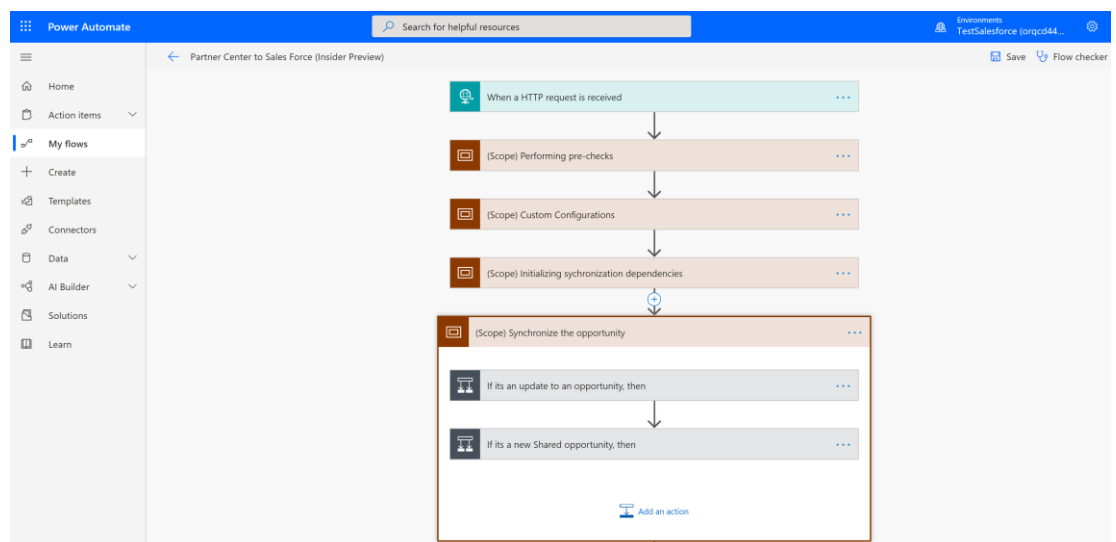 Power Automate
Search for helpful resources
Environments
TestSalesforce (orgcd44...
Partner Center to Sales Force (Insider Preview)
Save
Flow checker
Home
Action items
My flows
Create
Templates
Connectors
Data
AI Builder
Solutions
Learn
When a HTTP request is received
(Scope) Performing pre-checks
(Scope) Custom Configurations
(Scope) Initializing sychronization dependencies
(Scope) Synchronize the opportunity
If its an update to an opportunity, then
If its a new Shared opportunity, then
Add an action